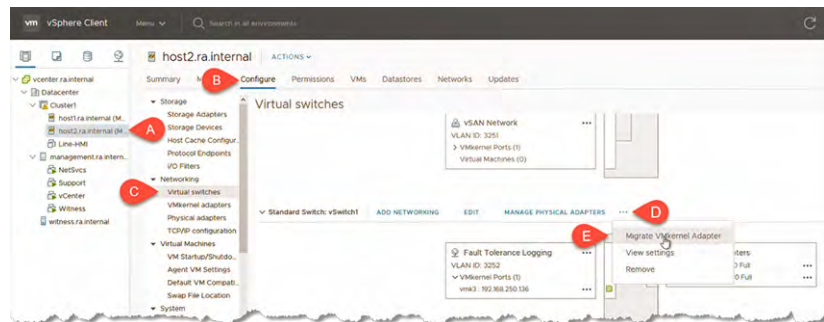 vm vSphere Client Menu Search in all environments
host2.ra.internal ACTIONS
vcenter.ra.internal
Datacenter
Cluster1
host1.ra.internal (M...
host2.ra.internal (M...
Line-HMI
management.ra.intern...
NetSvcs
Support
vCenter
Witness
witness.ra.internal
A
Summary M B Configure Permissions VMs Datastores Networks Updates
Storage
Storage Adapters
Storage Devices
Host Cache Configur...
Protocol Endpoints
I/O Filters
Networking
C
Virtual switches
VMkernel adapters
Physical adapters
TCP/IP configuration
Virtual Machines
VM Startup/Shutdo...
Agent VM Settings
Default VM Compati...
Swap File Location
System
Virtual switches
vSAN Network ...
VLAN ID: 3251
VMkernel Ports (1)
Virtual Machines (0)
Standard Switch: vSwitch1 ADD NETWORKING EDIT MANAGE PHYSICAL ADAPTERS ... D
E Migrate VMkernel Adapter
View settings
Remove
Fault Tolerance Logging ...
VLAN ID: 3252
VMkernel Ports (1)
vmk3 : 192.168.250.136 ...
pters
0 Full ...
0 Full ...